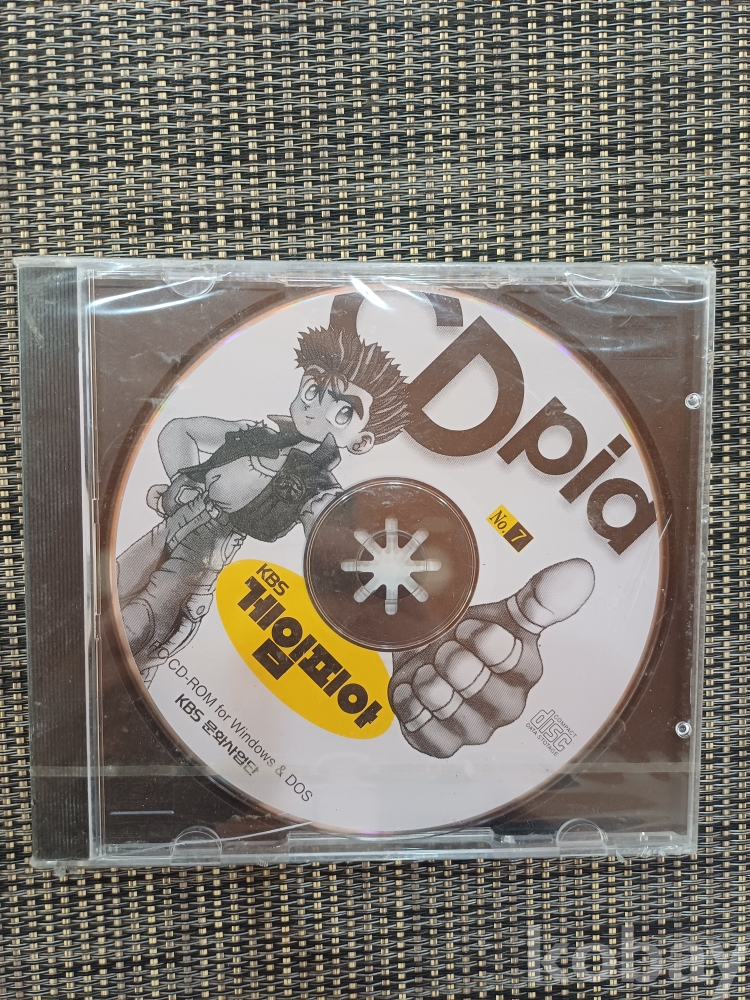 CDpia
No.7
KBS
게임피아
PC CD-ROM for Windows & DOS
KBS 문화사업단
COMPACT
disc
DATA STORAGE
kobay